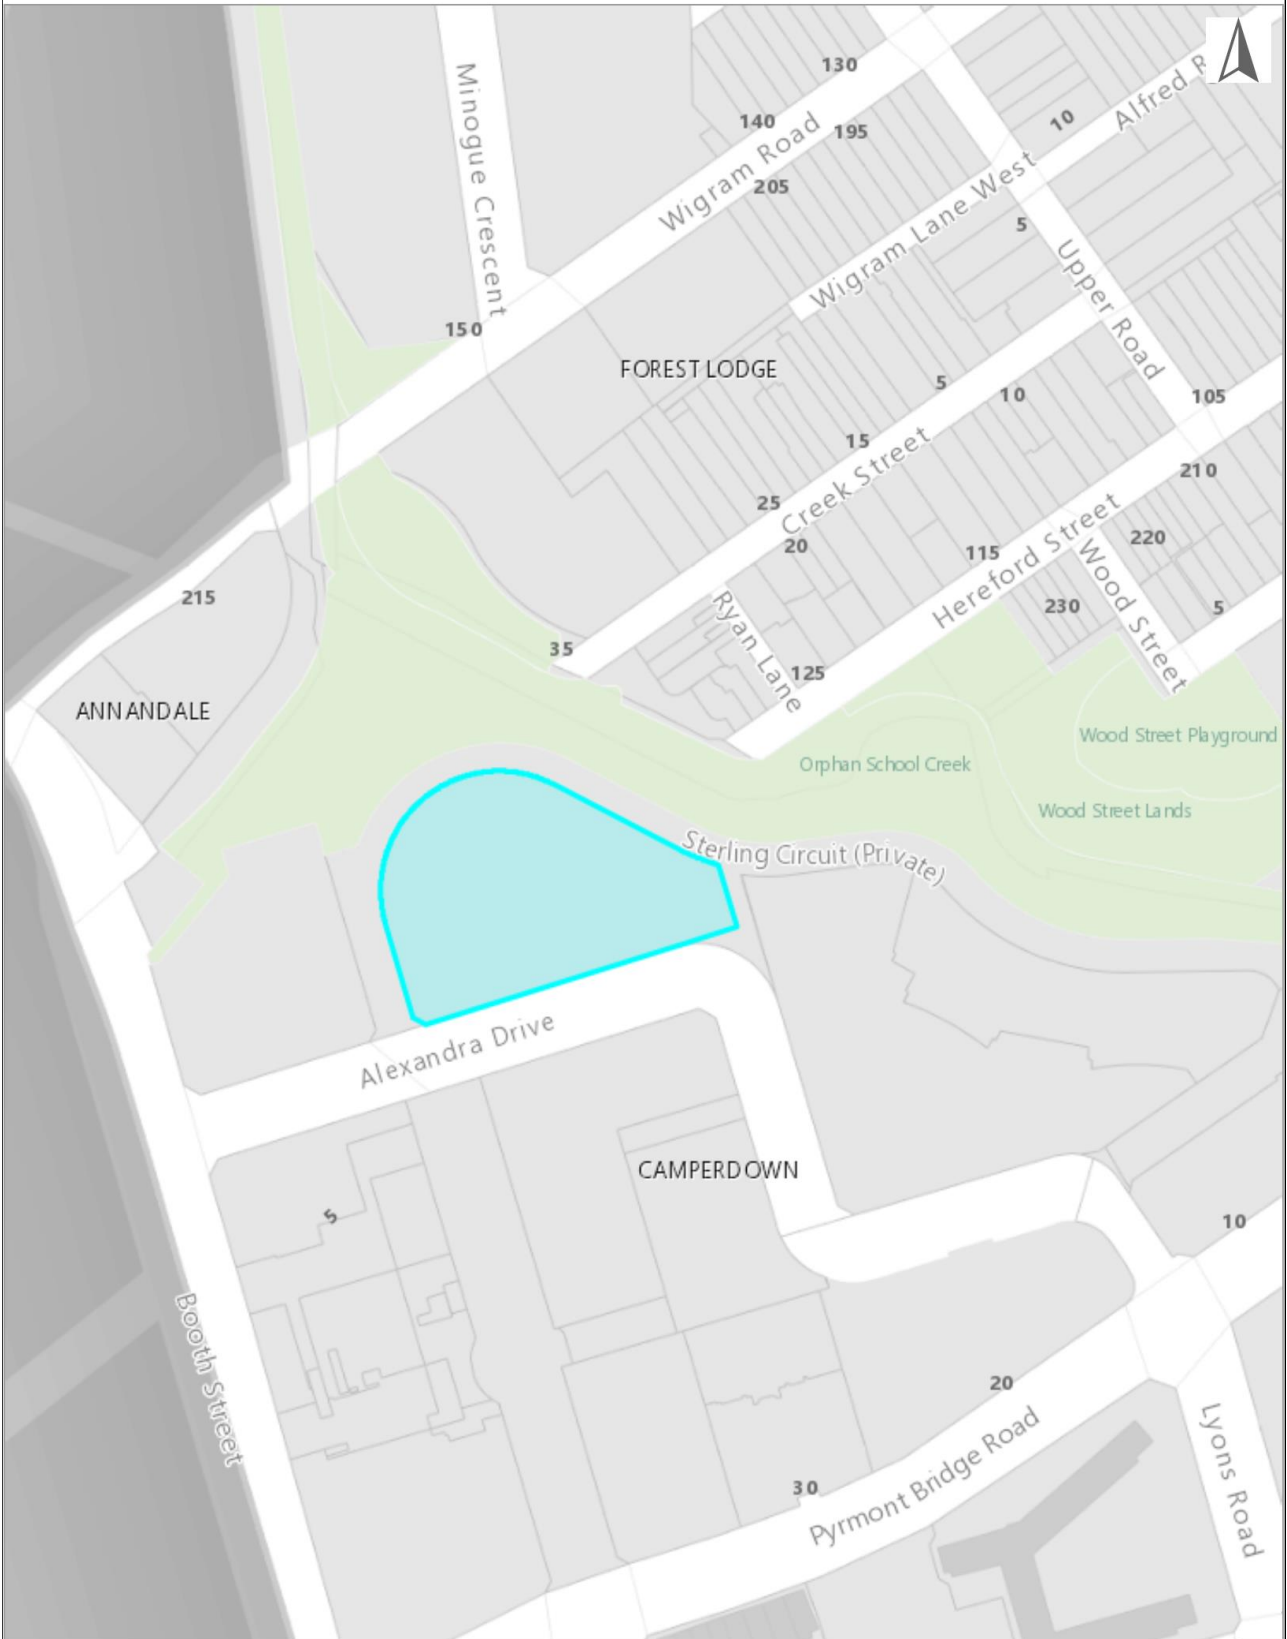 130
Minogue Crescent
10
Alfred R
140
195
Wigram Road
205
Wigram Lane West
5
Upper Road
150
FOREST LODGE
5
10
105
15
Creek Street
210
25
20
Hereford Street
220
115
Wood Street
215
Ryan Lane
230
5
35
125
ANNANDALE
Wood Street Playground
Orphan School Creek
Wood Street Lands
Sterling Circuit (Private)
Alexandra Drive
CAMPERDOWN
5
10
Booth Street
20
Lyons Road
30
Pyrmont Bridge Road